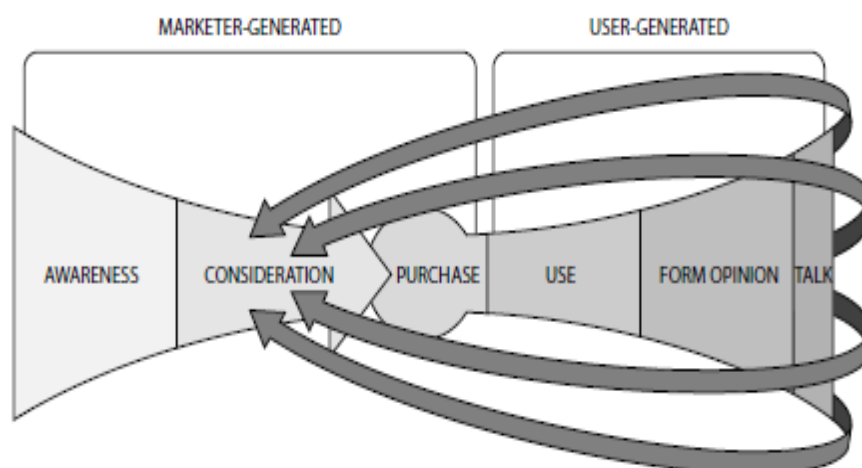 MARKETER-GENERATED
USER-GENERATED
AWARENESS
CONSIDERATION
PURCHASE
USE
FORM OPINION
TALK